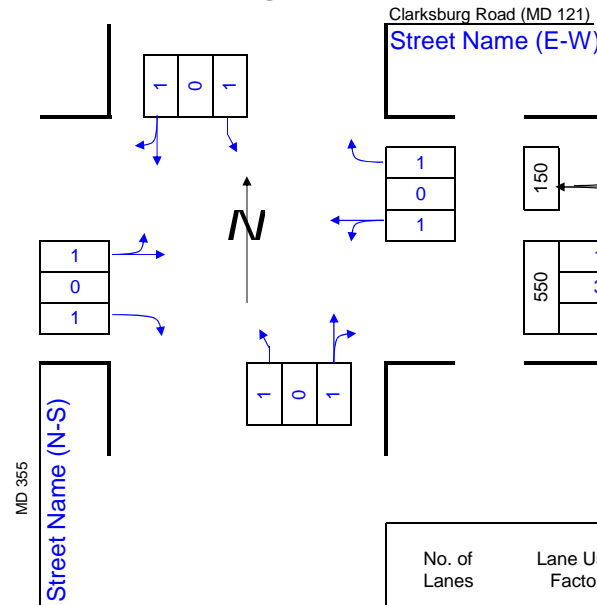 Clarksburg Road (MD 121)
Street Name (E-W)
1 0 1
1
0
1
150
1
0
1
550
1 0 1
N
MD 355
Street Name (N-S)
No. of
Lanes
Lane